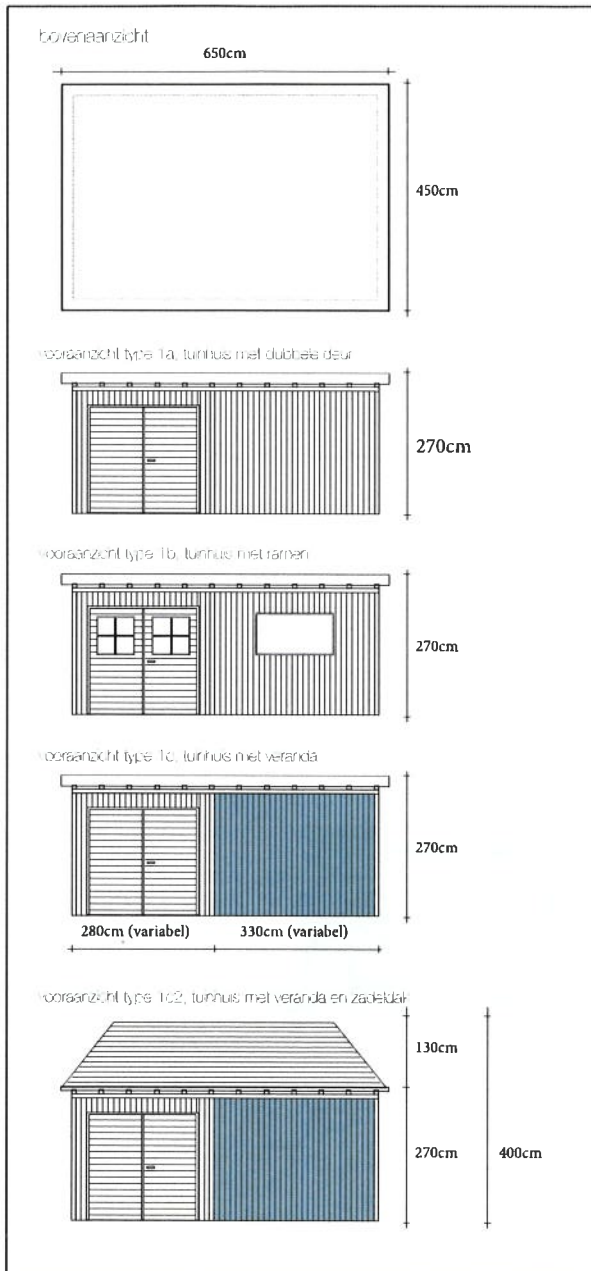 bovenaanzicht
650cm
450cm
vooraanzicht type 1a, tuinhuis met dubbele deur
270cm
vooraanzicht type 1b, tuinhuis met ramen
270cm
vooraanzicht type 1c, tuinhuis met veranda
270cm
280cm (variabel) 330cm (variabel)
vooraanzicht type 1c2, tuinhuis met veranda en zadeldak
130cm
270cm 400cm